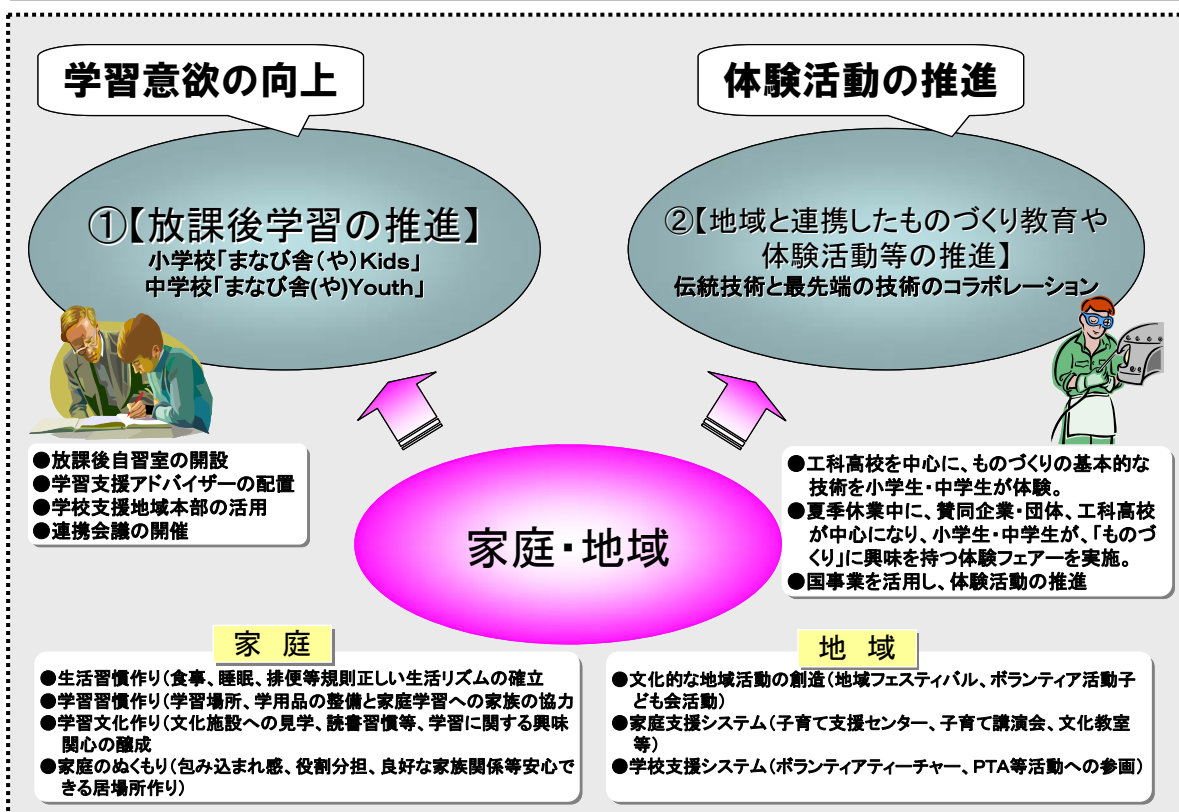 学習意欲の向上
体験活動の推進
①【放課後学習の推進】
小学校「まなび舎(や)Kids」
中学校「まなび舎(や)Youth」
②【地域と連携したものづくり教育や
体験活動等の推進】
伝統技術と最先端の技術のコラボレーション
●放課後自習室の開設
●学習支援アドバイザーの配置
●学校支援地域本部の活用
●連携会議の開催
●工科高校を中心に、ものづくりの基本的な
技術を小学生・中学生が体験。
●夏季休業中に、賛同企業・団体、工科高校
が中心になり、小学生・中学生が、「ものづ
くり」に興味を持つ体験フェアーを実施。
●国事業を活用し、体験活動の推進
家庭・地域
家 庭
●生活習慣作り(食事、睡眠、排便等規則正しい生活リズムの確立
●学習習慣作り(学習場所、学用品の整備と家庭学習への家族の協力
●学習文化作り(文化施設への見学、読書習慣等、学習に関する興味
関心の醸成
●家庭のぬくもり(包み込まれ感、役割分担、良好な家族関係等安心で
きる居場所作り)
地 域
●文化的な地域活動の創造(地域フェスティバル、ボランティア活動子
ども会活動)
●家庭支援システム(子育て支援センター、子育て講演会、文化教室
等)
●学校支援システム(ボランティアティーチャー、PTA等活動への参画)